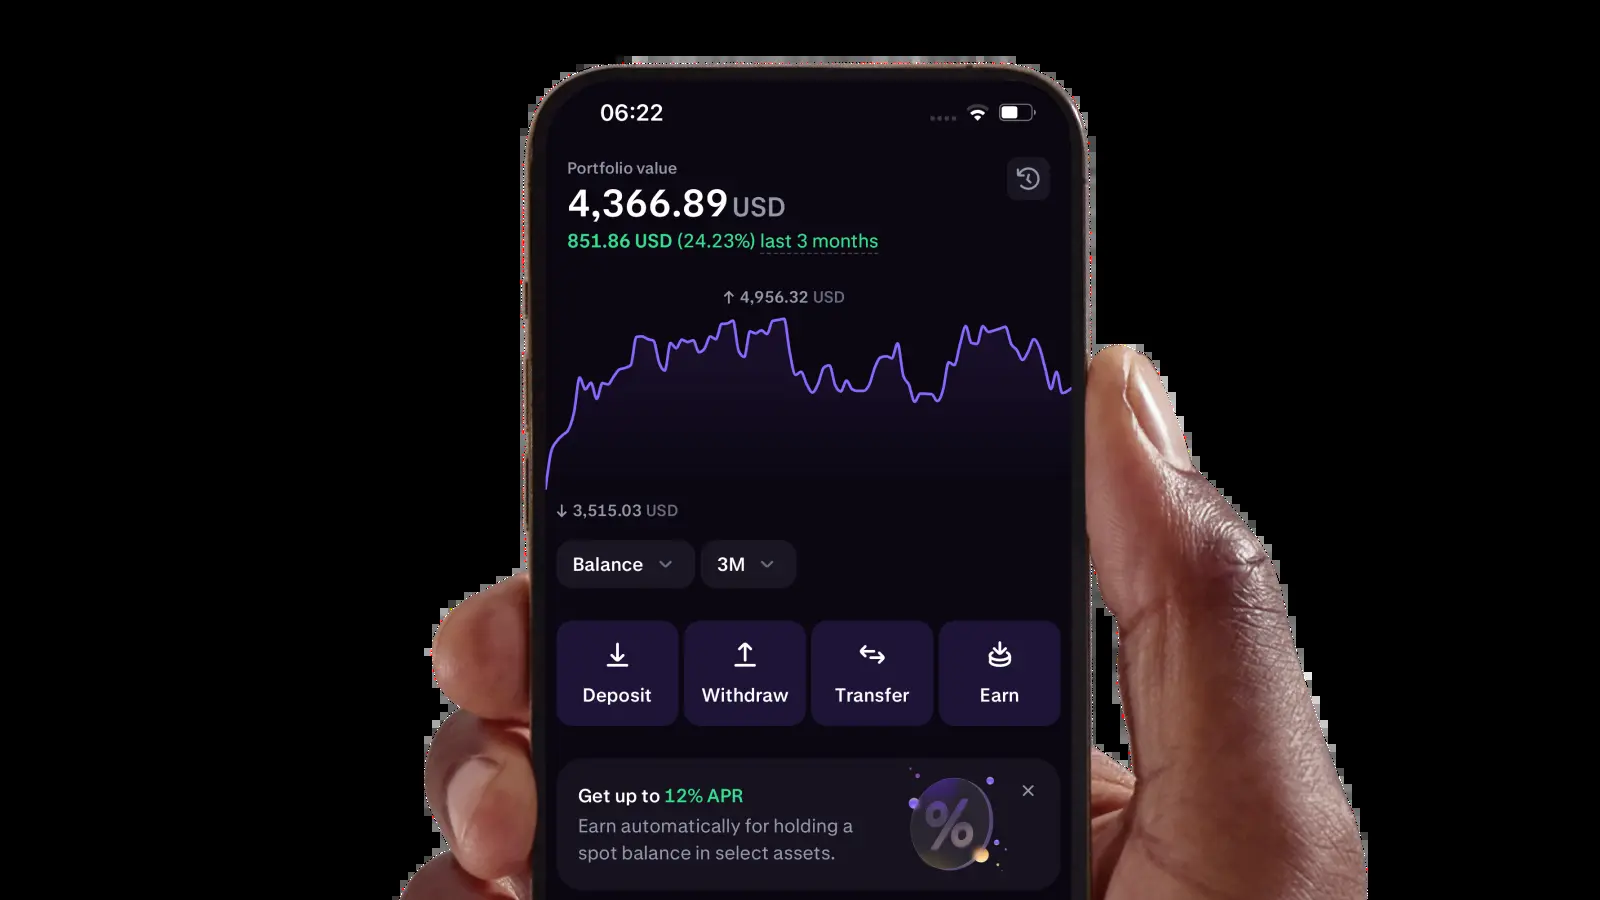 06:22
Portfolio value
4,366.89 USD
851.86 USD (24.23%) last 3 months
↑ 4,956.32 USD
↓ 3,515.03 USD
Balance
3M
Deposit
Withdraw
Transfer
Earn
Get up to 12% APR
Earn automatically for holding a
spot balance in select assets.
%